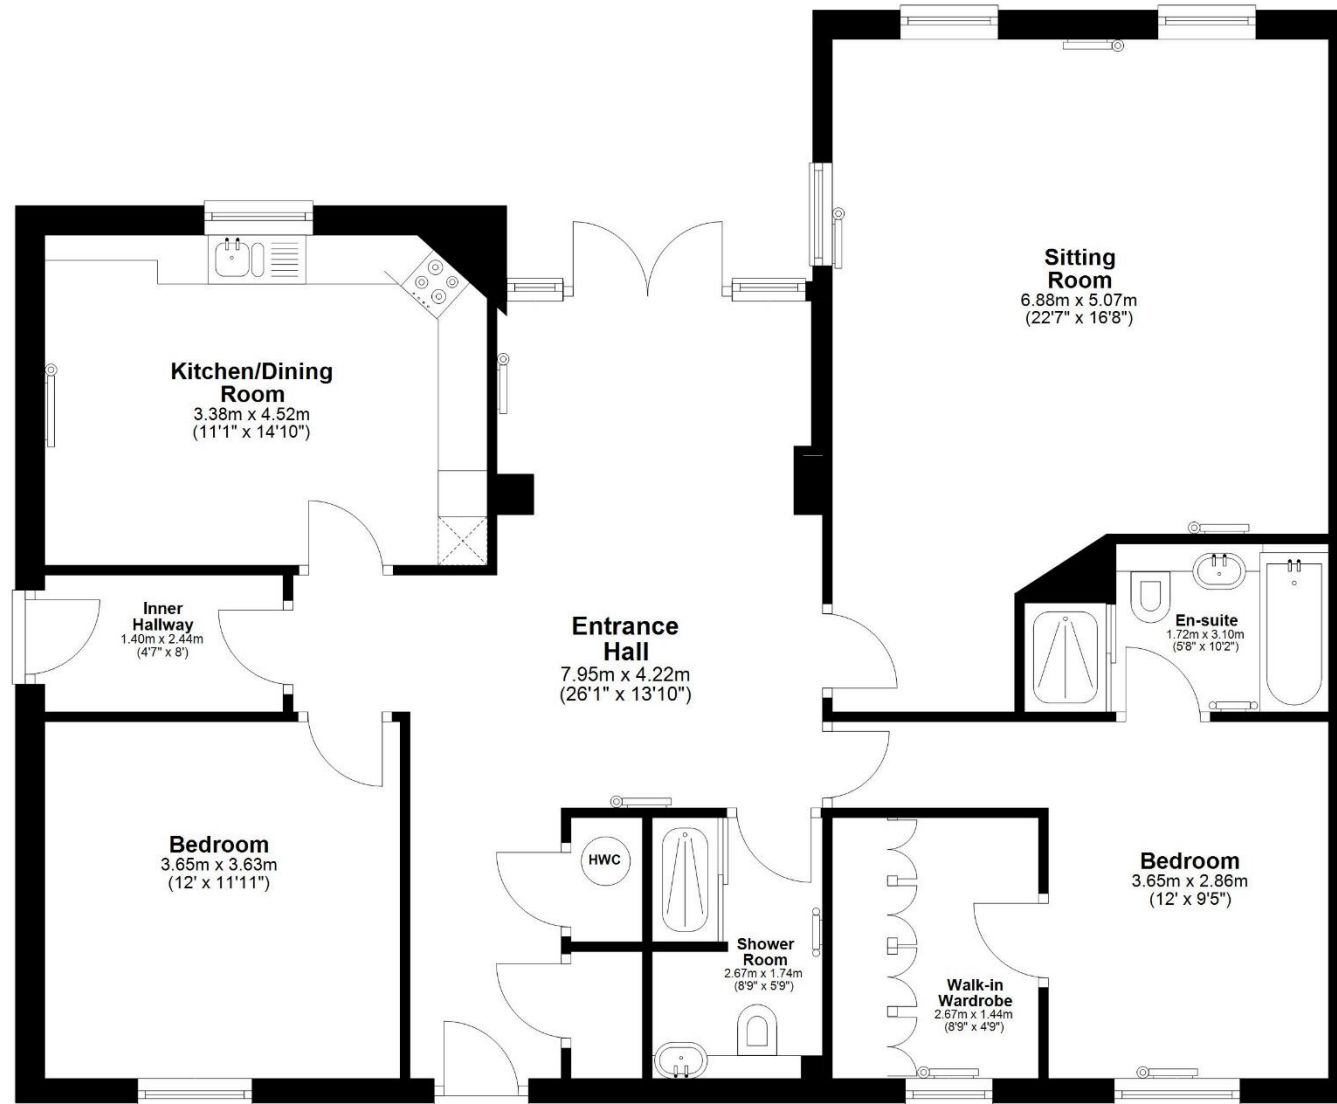 Sitting
Room
6.88m x 5.07m
(22'7" x 16'8")
Kitchen/Dining
Room
3.38m x 4.52m
(11'1" x 14'10")
Inner
Hallway
1.40m x 2.44m
(4'7" x 8')
Entrance
Hall
7.95m x 4.22m
(26'1" x 13'10")
En-suite
1.72m x 3.10m
(5'8" x 10'2")
Bedroom
3.65m x 3.63m
(12' x 11'11")
HWC
Shower
Room
2.67m x 1.74m
(8'9" x 5'9")
Walk-in
Wardrobe
2.67m x 1.44m
(8'9" x 4'9")
Bedroom
3.65m x 2.86m
(12' x 9'5")